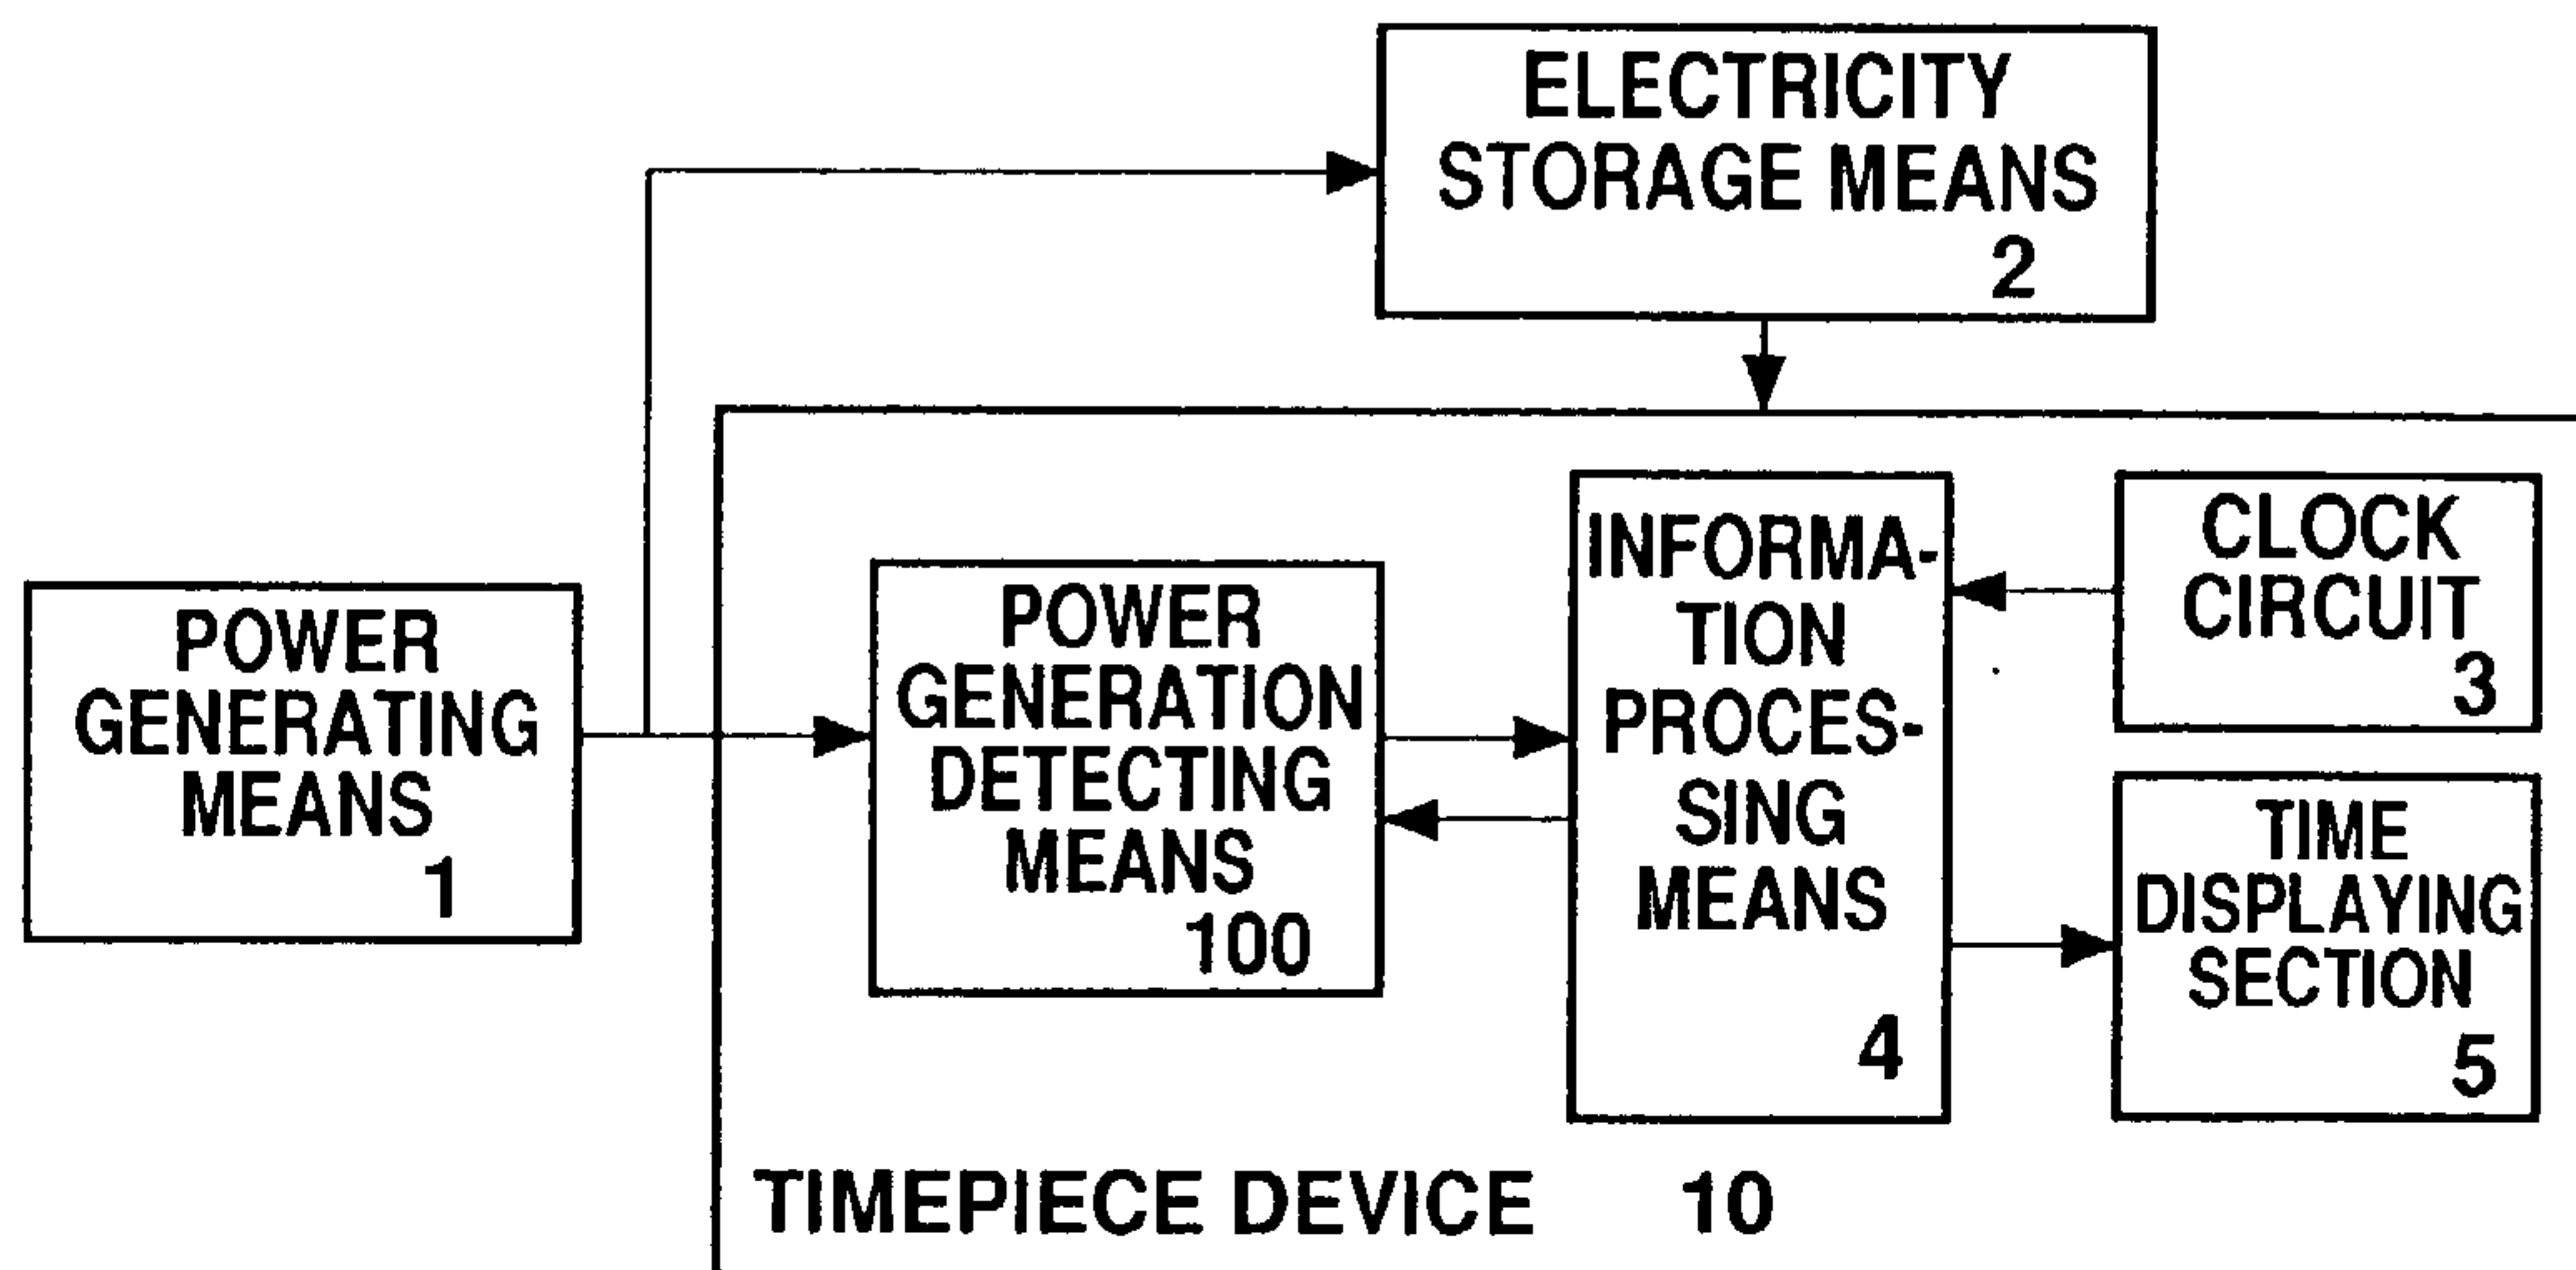 ELECTRICITY
STORAGE MEANS
2
POWER
GENERATING
MEANS
1
POWER
GENERATION
DETECTING
MEANS
100
INFORMA-
TION
PROCES-
SING
MEANS
4
CLOCK
CIRCUIT
3
TIME
DISPLAYING
SECTION
5
TIMEPIECE DEVICE 10